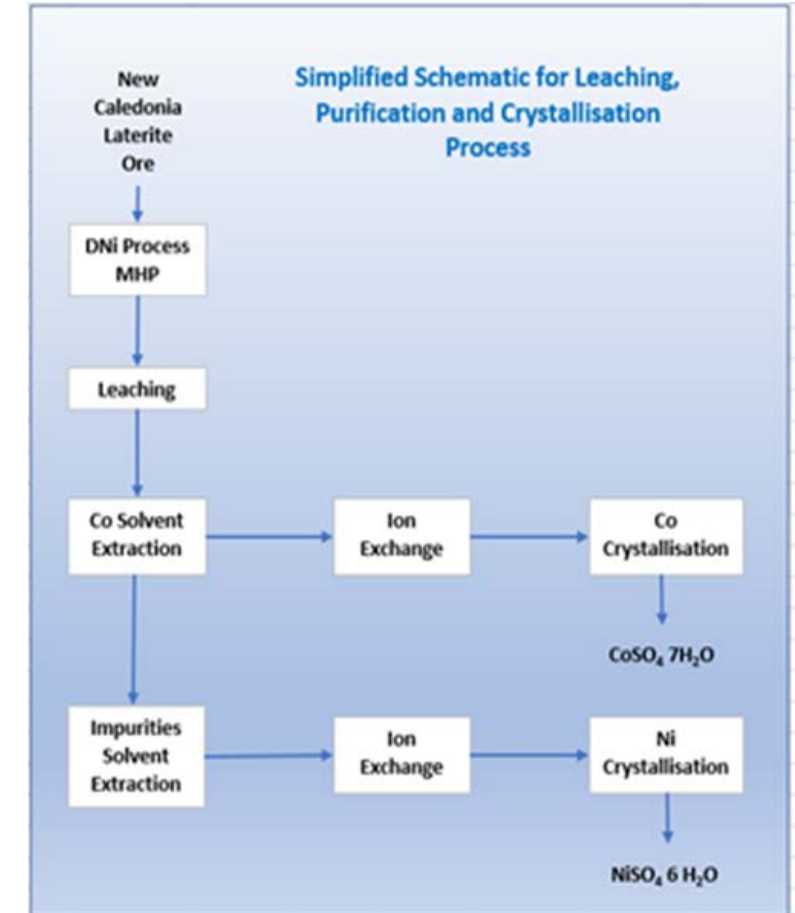 New
Caledonia
Laterite
Ore
Simplified Schematic for Leaching,
Purification and Crystallisation
Process
DNi Process
MHP
Leaching
Co Solvent
Extraction
Ion
Exchange
Co
Crystallisation
CoSO₄ 7H₂O
Impurities
Solvent
Extraction
Ion
Exchange
Ni
Crystallisation
NiSO₄ 6 H₂O